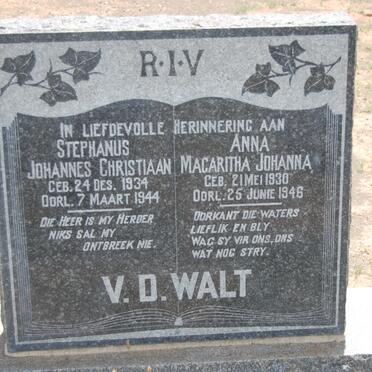 R.I.V
IN LIEFDEVOLLE HERINNERING AAN
STEPHANUS
JOHANNES CHRISTIAAN
GEB. 24 DES. 1934
OORL. 7 MAART 1944
DIE HEER IS MY HERDER
NIKS SAL MY
ONTBREEK NIE.
ANNA
MAGARITHA JOHANNA
GEB. 21 MEI 1930
OORL. 25 JUNIE 1946
OORKANT DIE WATERS
LIEFLIK EN BLY
WAG SY VIR ONS, ONS
WAT NOG STRY.
V.D. WALT